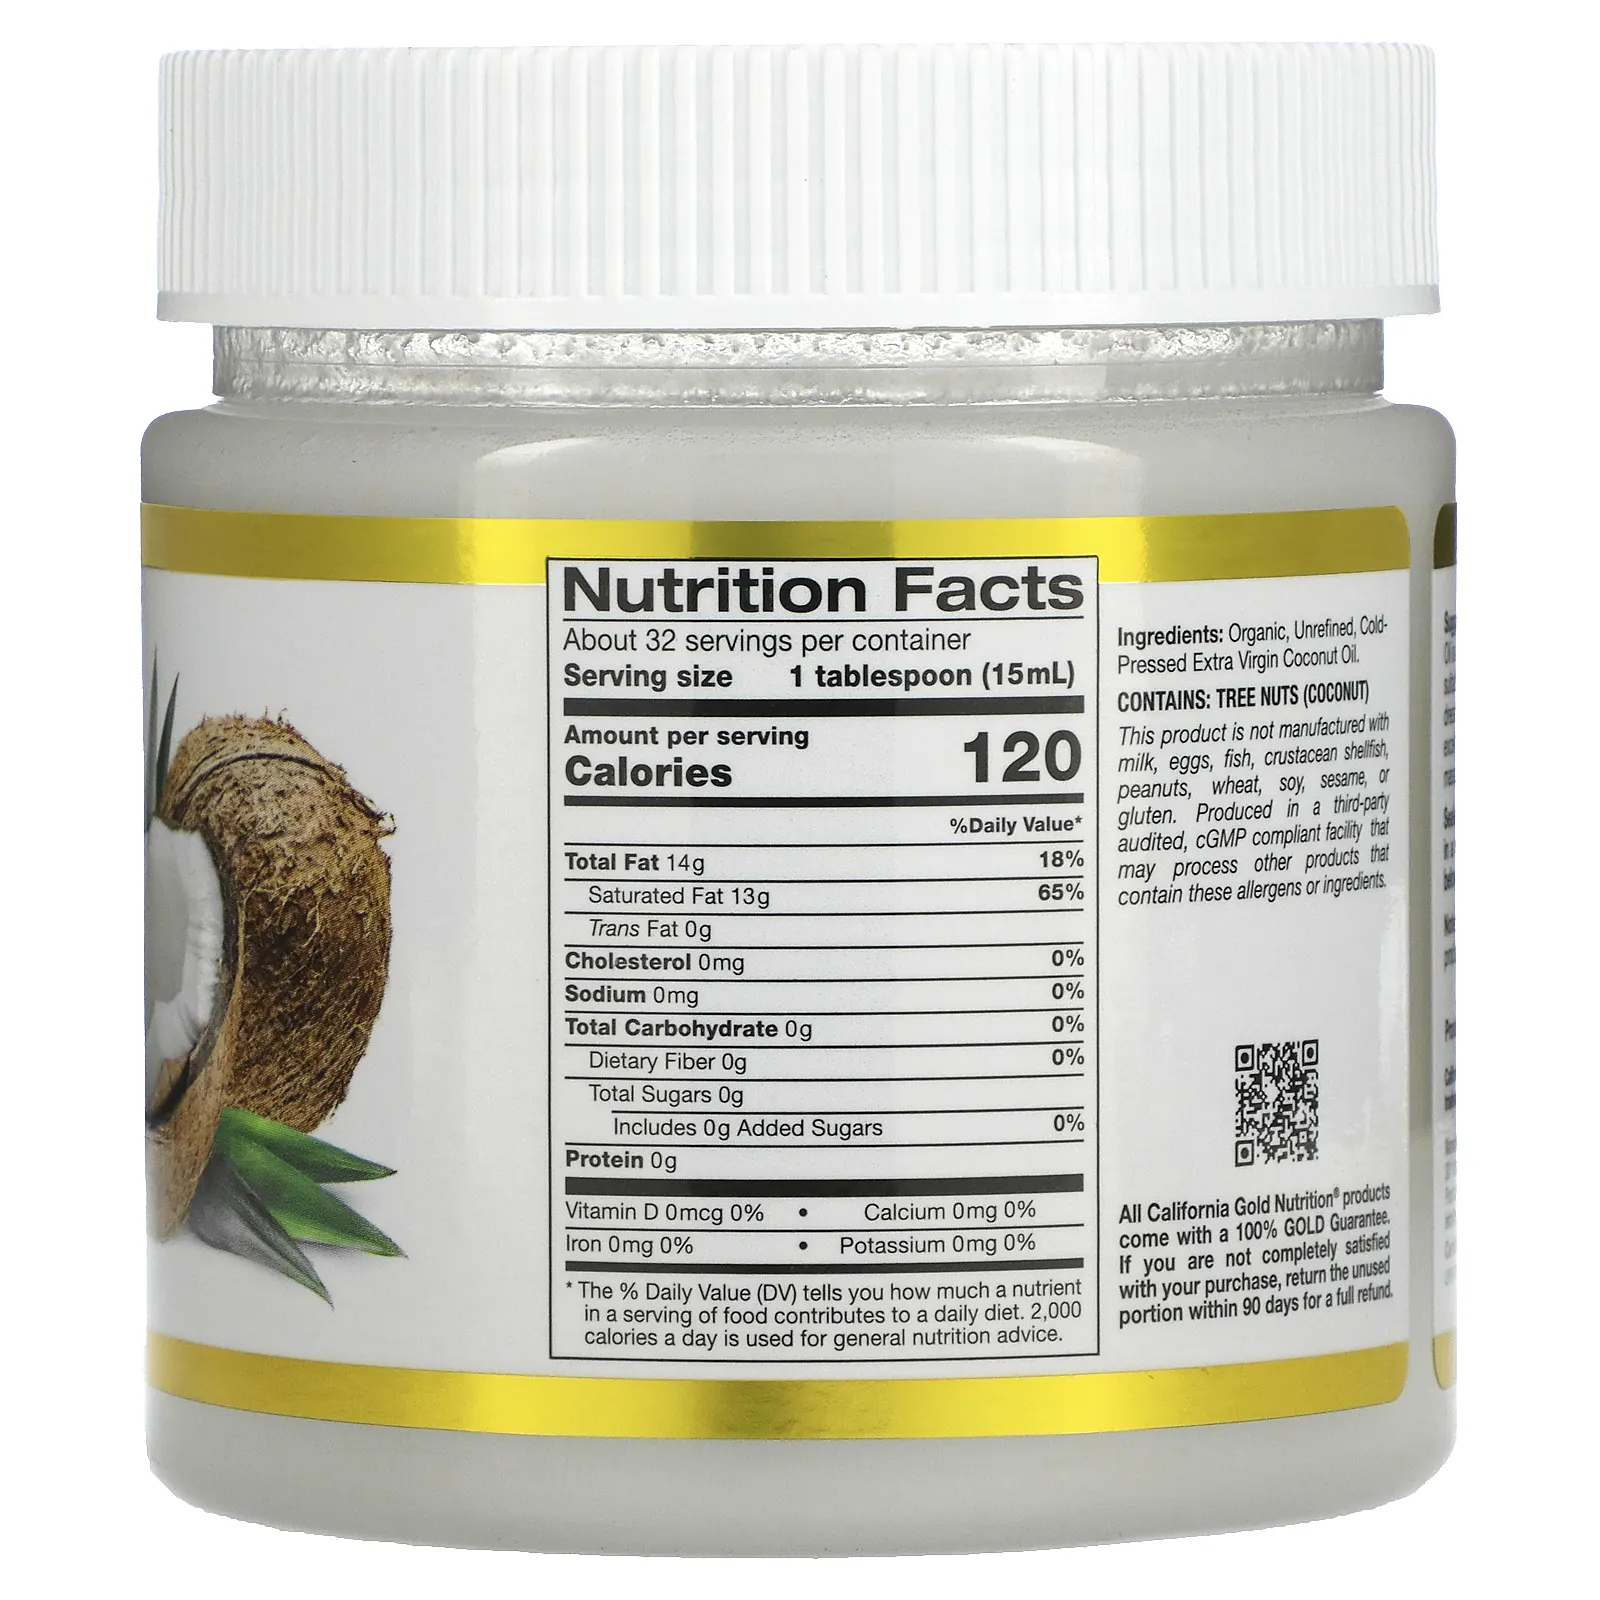 Nutrition Facts
About 32 servings per container
Serving size 1 tablespoon (15mL)
Amount per serving
Calories 120
%Daily Value*
Total Fat 14g 18%
Saturated Fat 13g 65%
Trans Fat 0g
Cholesterol 0mg 0%
Sodium 0mg 0%
Total Carbohydrate 0g 0%
Dietary Fiber 0g 0%
Total Sugars 0g
Includes 0g Added Sugars 0%
Protein 0g
Vitamin D 0mcg 0% • Calcium 0mg 0%
Iron 0mg 0% • Potassium 0mg 0%
* The % Daily Value (DV) tells you how much a nutrient
in a serving of food contributes to a daily diet. 2,000
calories a day is used for general nutrition advice.
Ingredients: Organic, Unrefined, Cold-
Pressed Extra Virgin Coconut Oil.
CONTAINS: TREE NUTS (COCONUT)
This product is not manufactured with
milk, eggs, fish, crustacean shellfish,
peanuts, wheat, soy, sesame, or
gluten. Produced in a third-party
audited, cGMP compliant facility that
may process other products that
contain these allergens or ingredients.
All California Gold Nutrition® products
come with a 100% GOLD Guarantee.
If you are not completely satisfied
with your purchase, return the unused
portion within 90 days for a full refund.